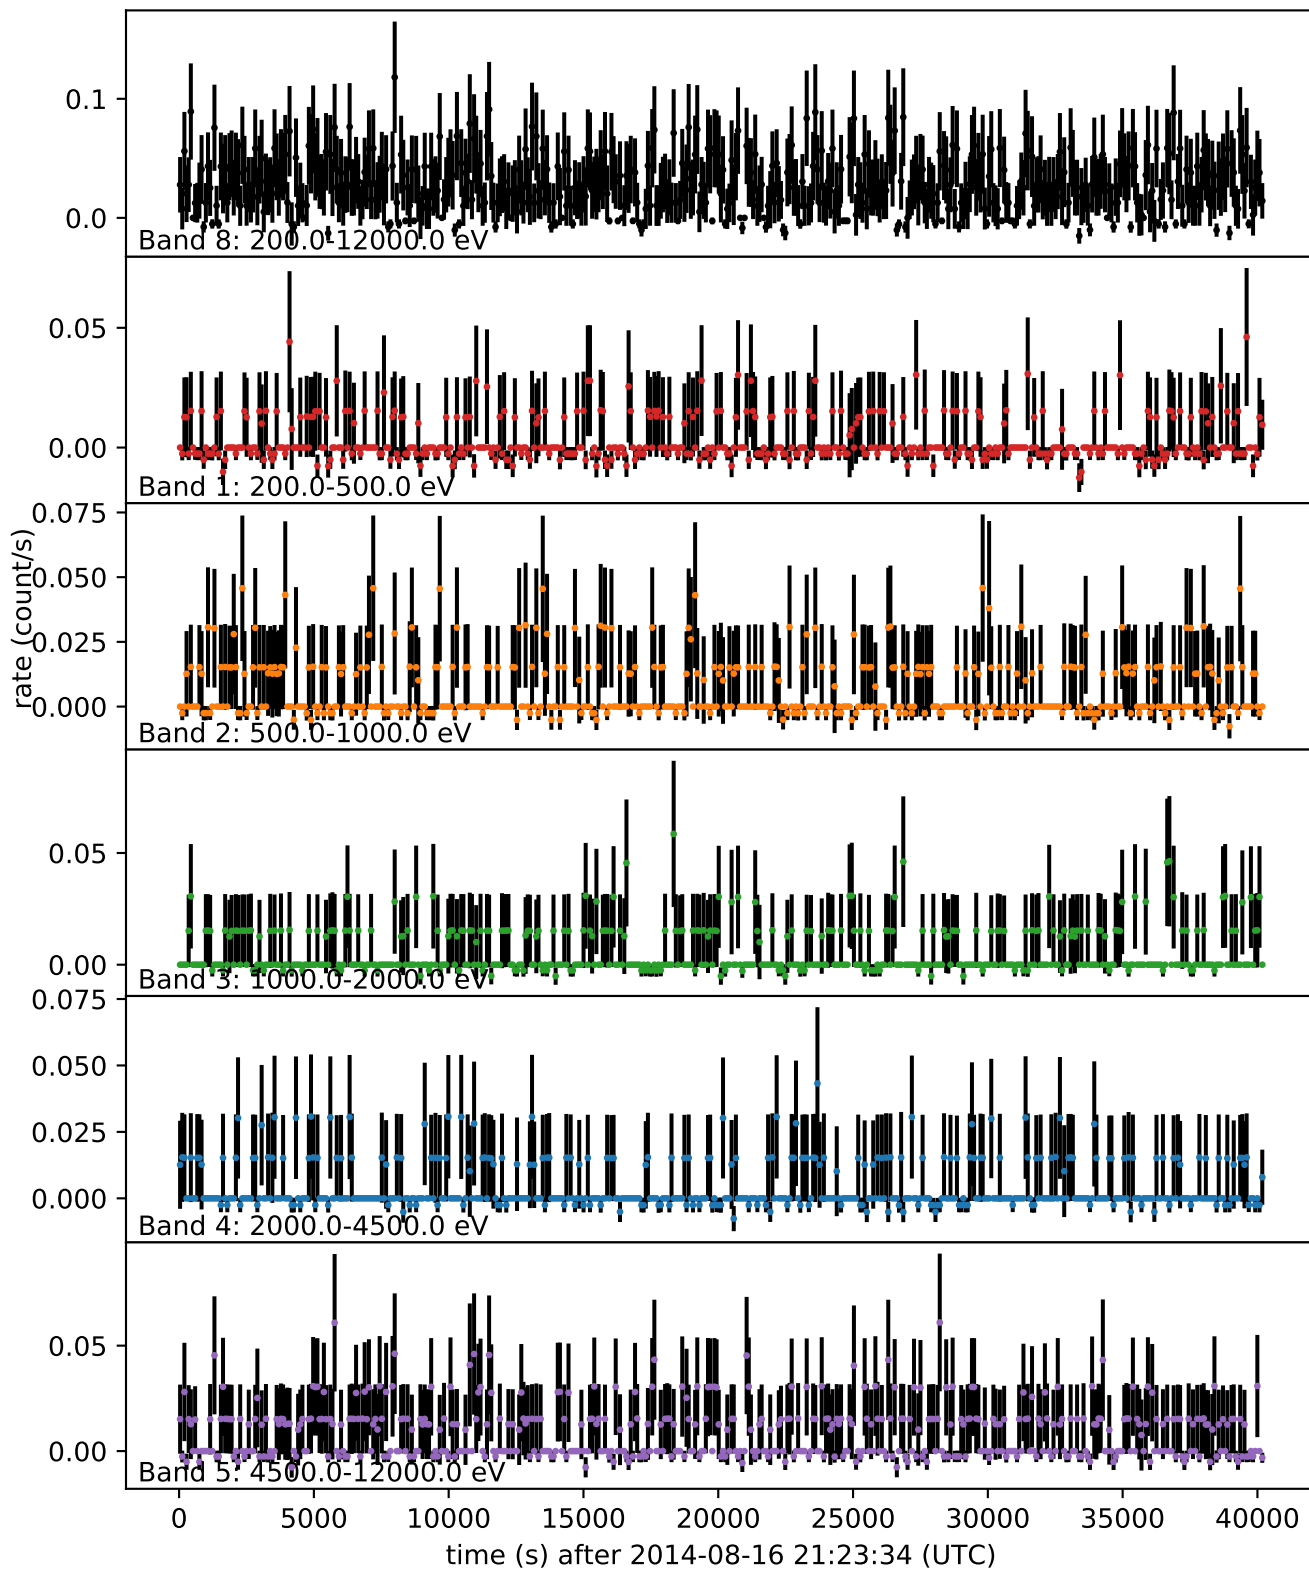 0.1
0.0
Band 8: 200.0-12000.0 eV
0.05
0.00
Band 1: 200.0-500.0 eV
rate (count/s)
0.075
0.050
0.025
0.000
Band 2: 500.0-1000.0 eV
0.05
0.00
Band 3: 1000.0-2000.0 eV
0.075
0.050
0.025
0.000
Band 4: 2000.0-4500.0 eV
0.05
0.00
Band 5: 4500.0-12000.0 eV
0 5000 10000 15000 20000 25000 30000 35000 40000
time (s) after 2014-08-16 21:23:34 (UTC)